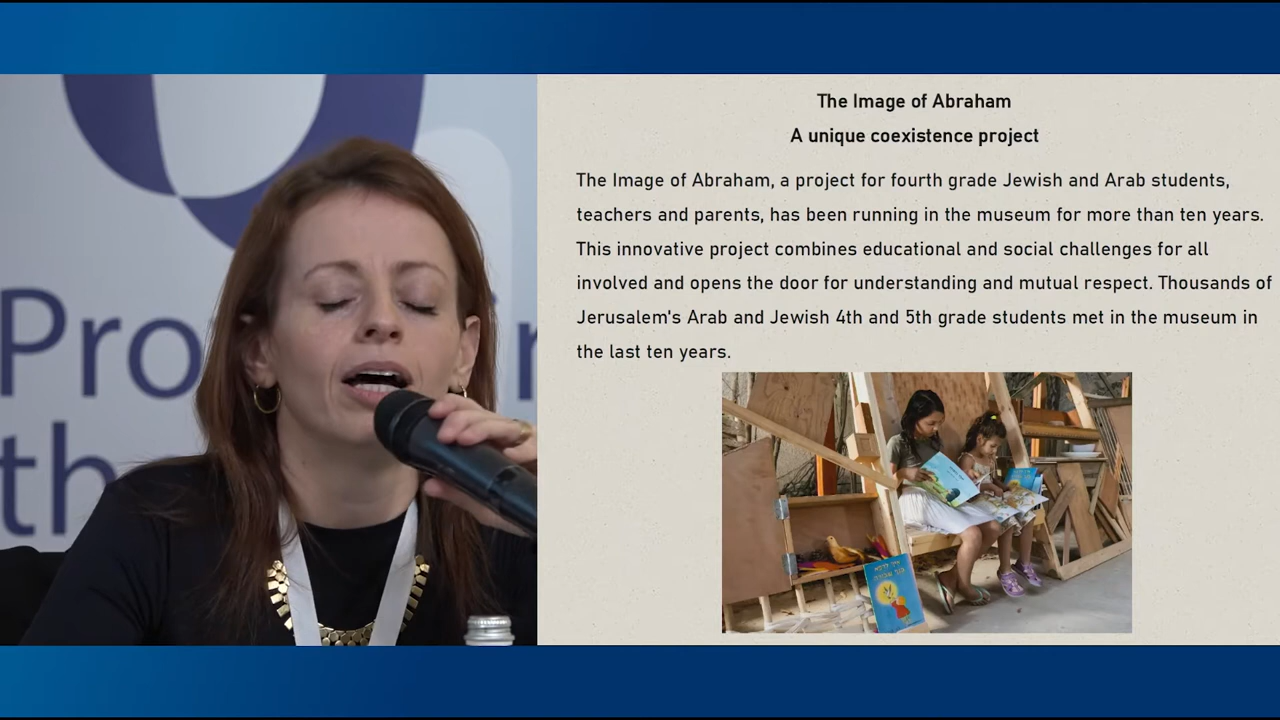 Pro
th
The Image of Abraham
A unique coexistence project
The Image of Abraham, a project for fourth grade Jewish and Arab students,
teachers and parents, has been running in the museum for more than ten years.
This innovative project combines educational and social challenges for all
involved and opens the door for understanding and mutual respect. Thousands of
Jerusalem's Arab and Jewish 4th and 5th grade students met in the museum in
the last ten years.